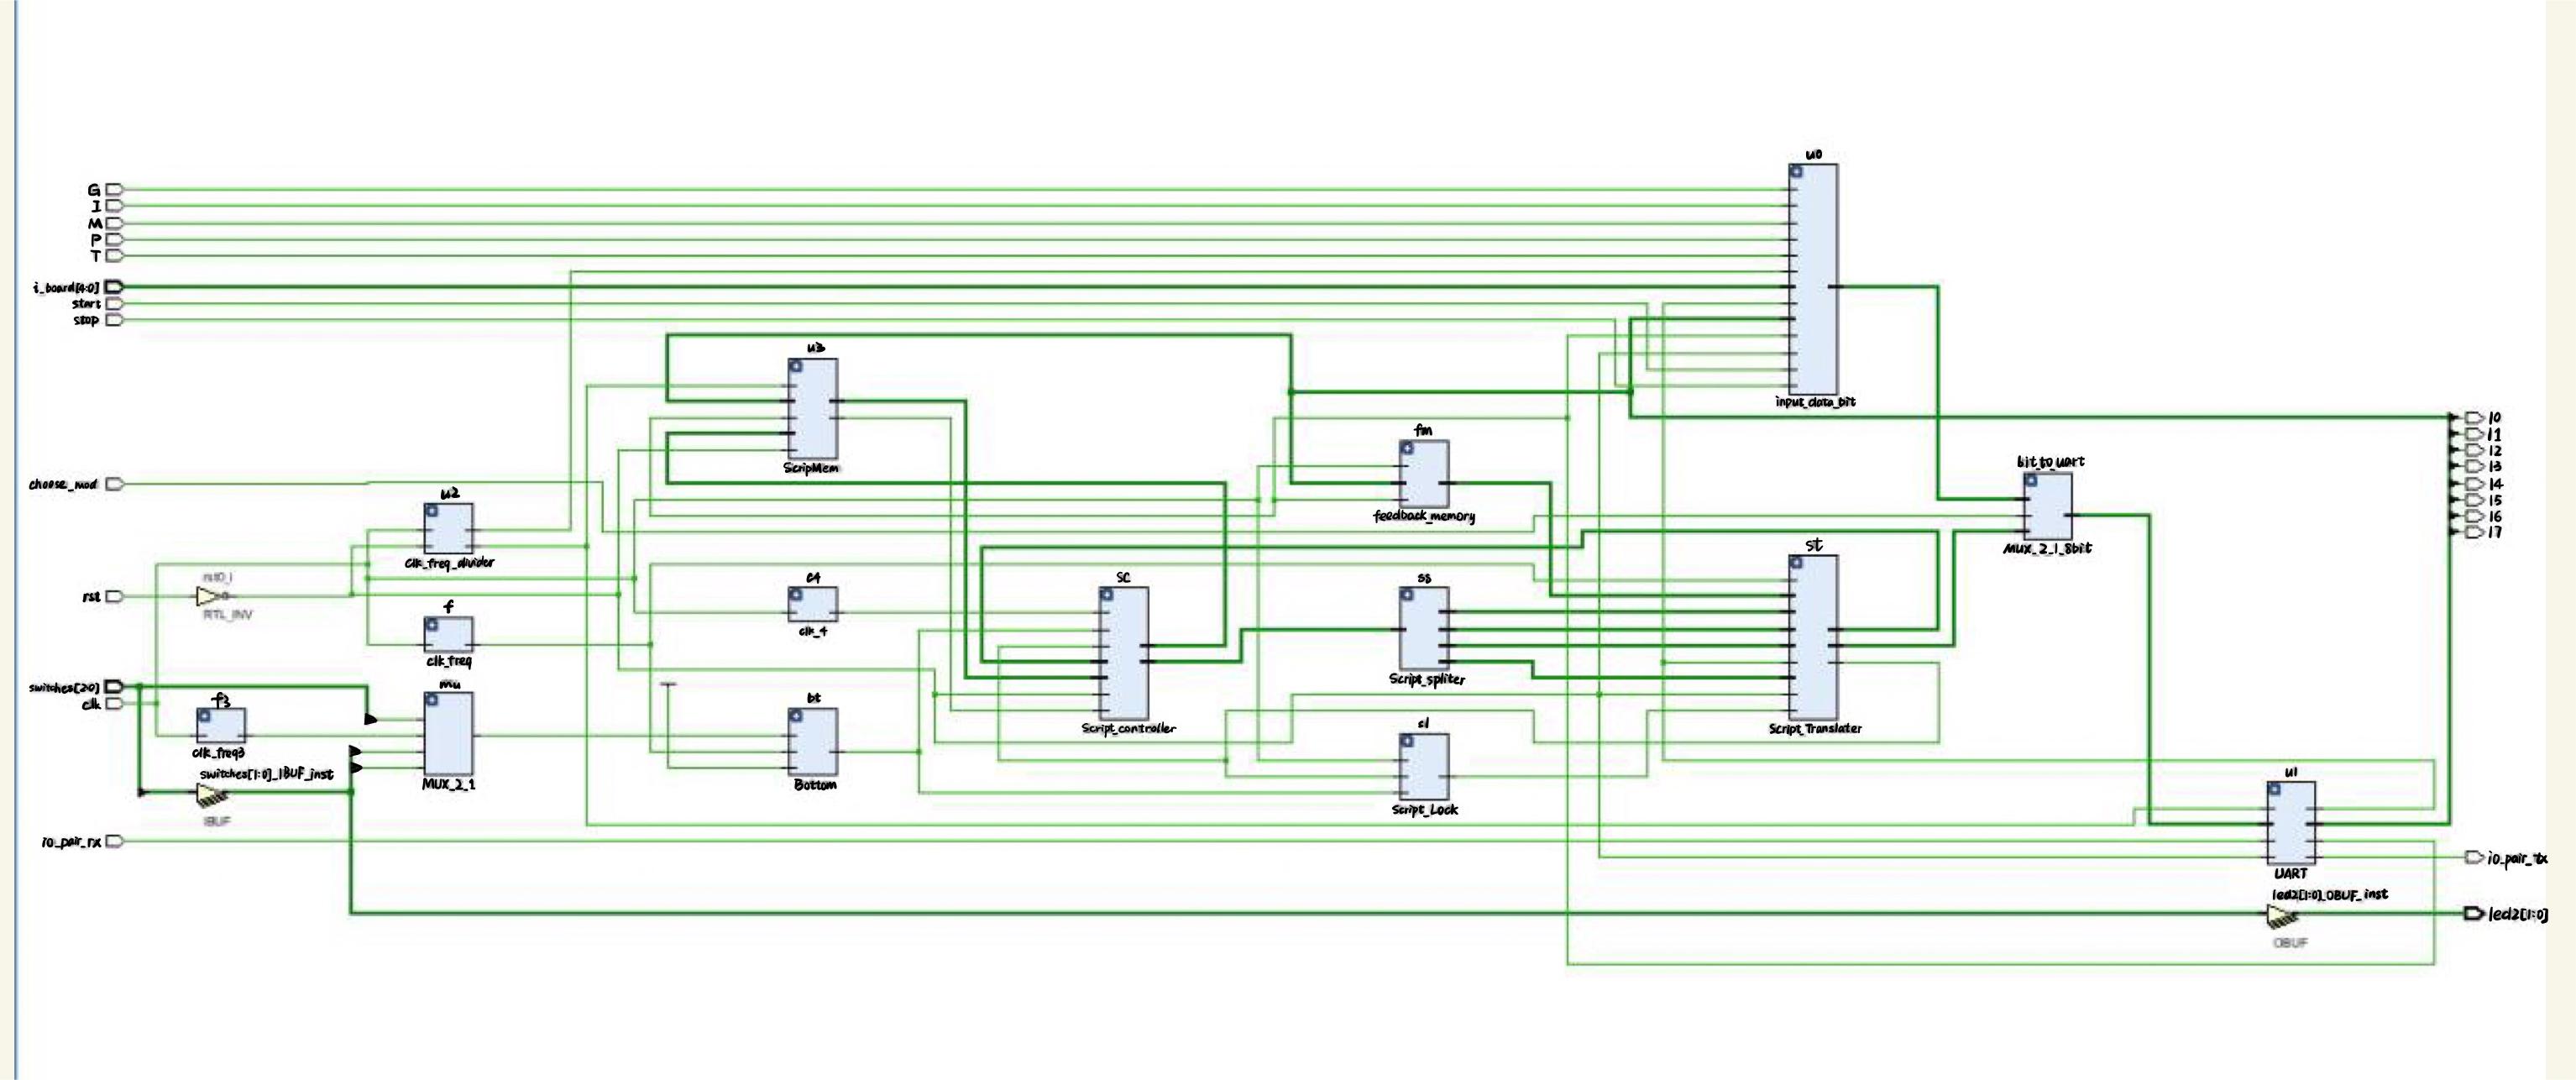 u0
G
I
M
P
T
i_board[4:0]
start
stop
u3
input_data_bit
l0
l1
l2
l3
l4
l5
l6
l7
fm
bit_to_uart
ScripMem
choose_mod
u2
feedback_memory
MUX_2_1_8bit
st
clk_freq_divider
rst0_i
c4
sc
ss
rst
RTL_INV
f
clk_4
clk_freq
Script_spliter
switches[2:0]
mu
clk
f3
bt
sl
Script_controller
Script_Translater
clk_freq3
switches[1:0]_IBUF_inst
MUX_2_1
Bottom
u1
Script_Lock
IBUF
io_pair_rx
io_pair_tx
UART
led2[1:0]_OBUF_inst
led2[1:0]
OBUF